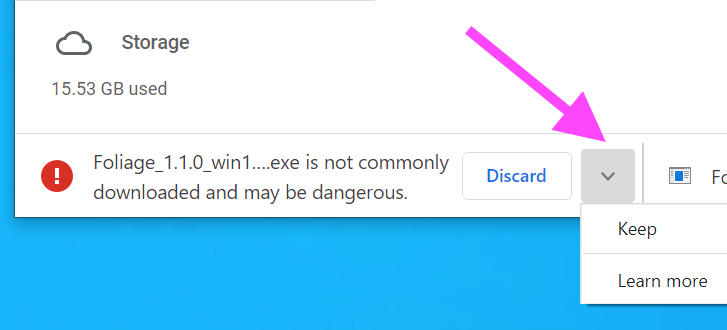 Storage
15.53 GB used
Foliage_1.1.0_win1....exe is not commonly
downloaded and may be dangerous.
Discard
Fo
Keep
Learn more